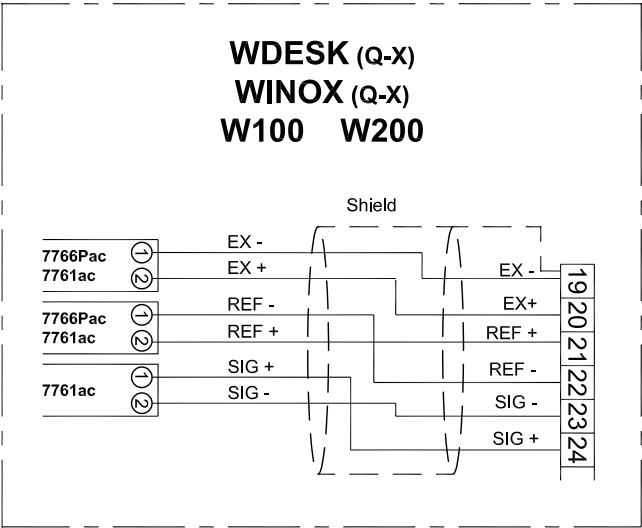 WDESK (Q-X)
WINOX (Q-X)
W100 W200
Shield
7766Pac
7761ac
1
2
EX -
EX +
7766Pac
7761ac
1
2
REF -
REF +
7761ac
1
2
SIG +
SIG -
EX - 19
EX+ 20
REF + 21
REF - 22
SIG - 23
SIG + 24